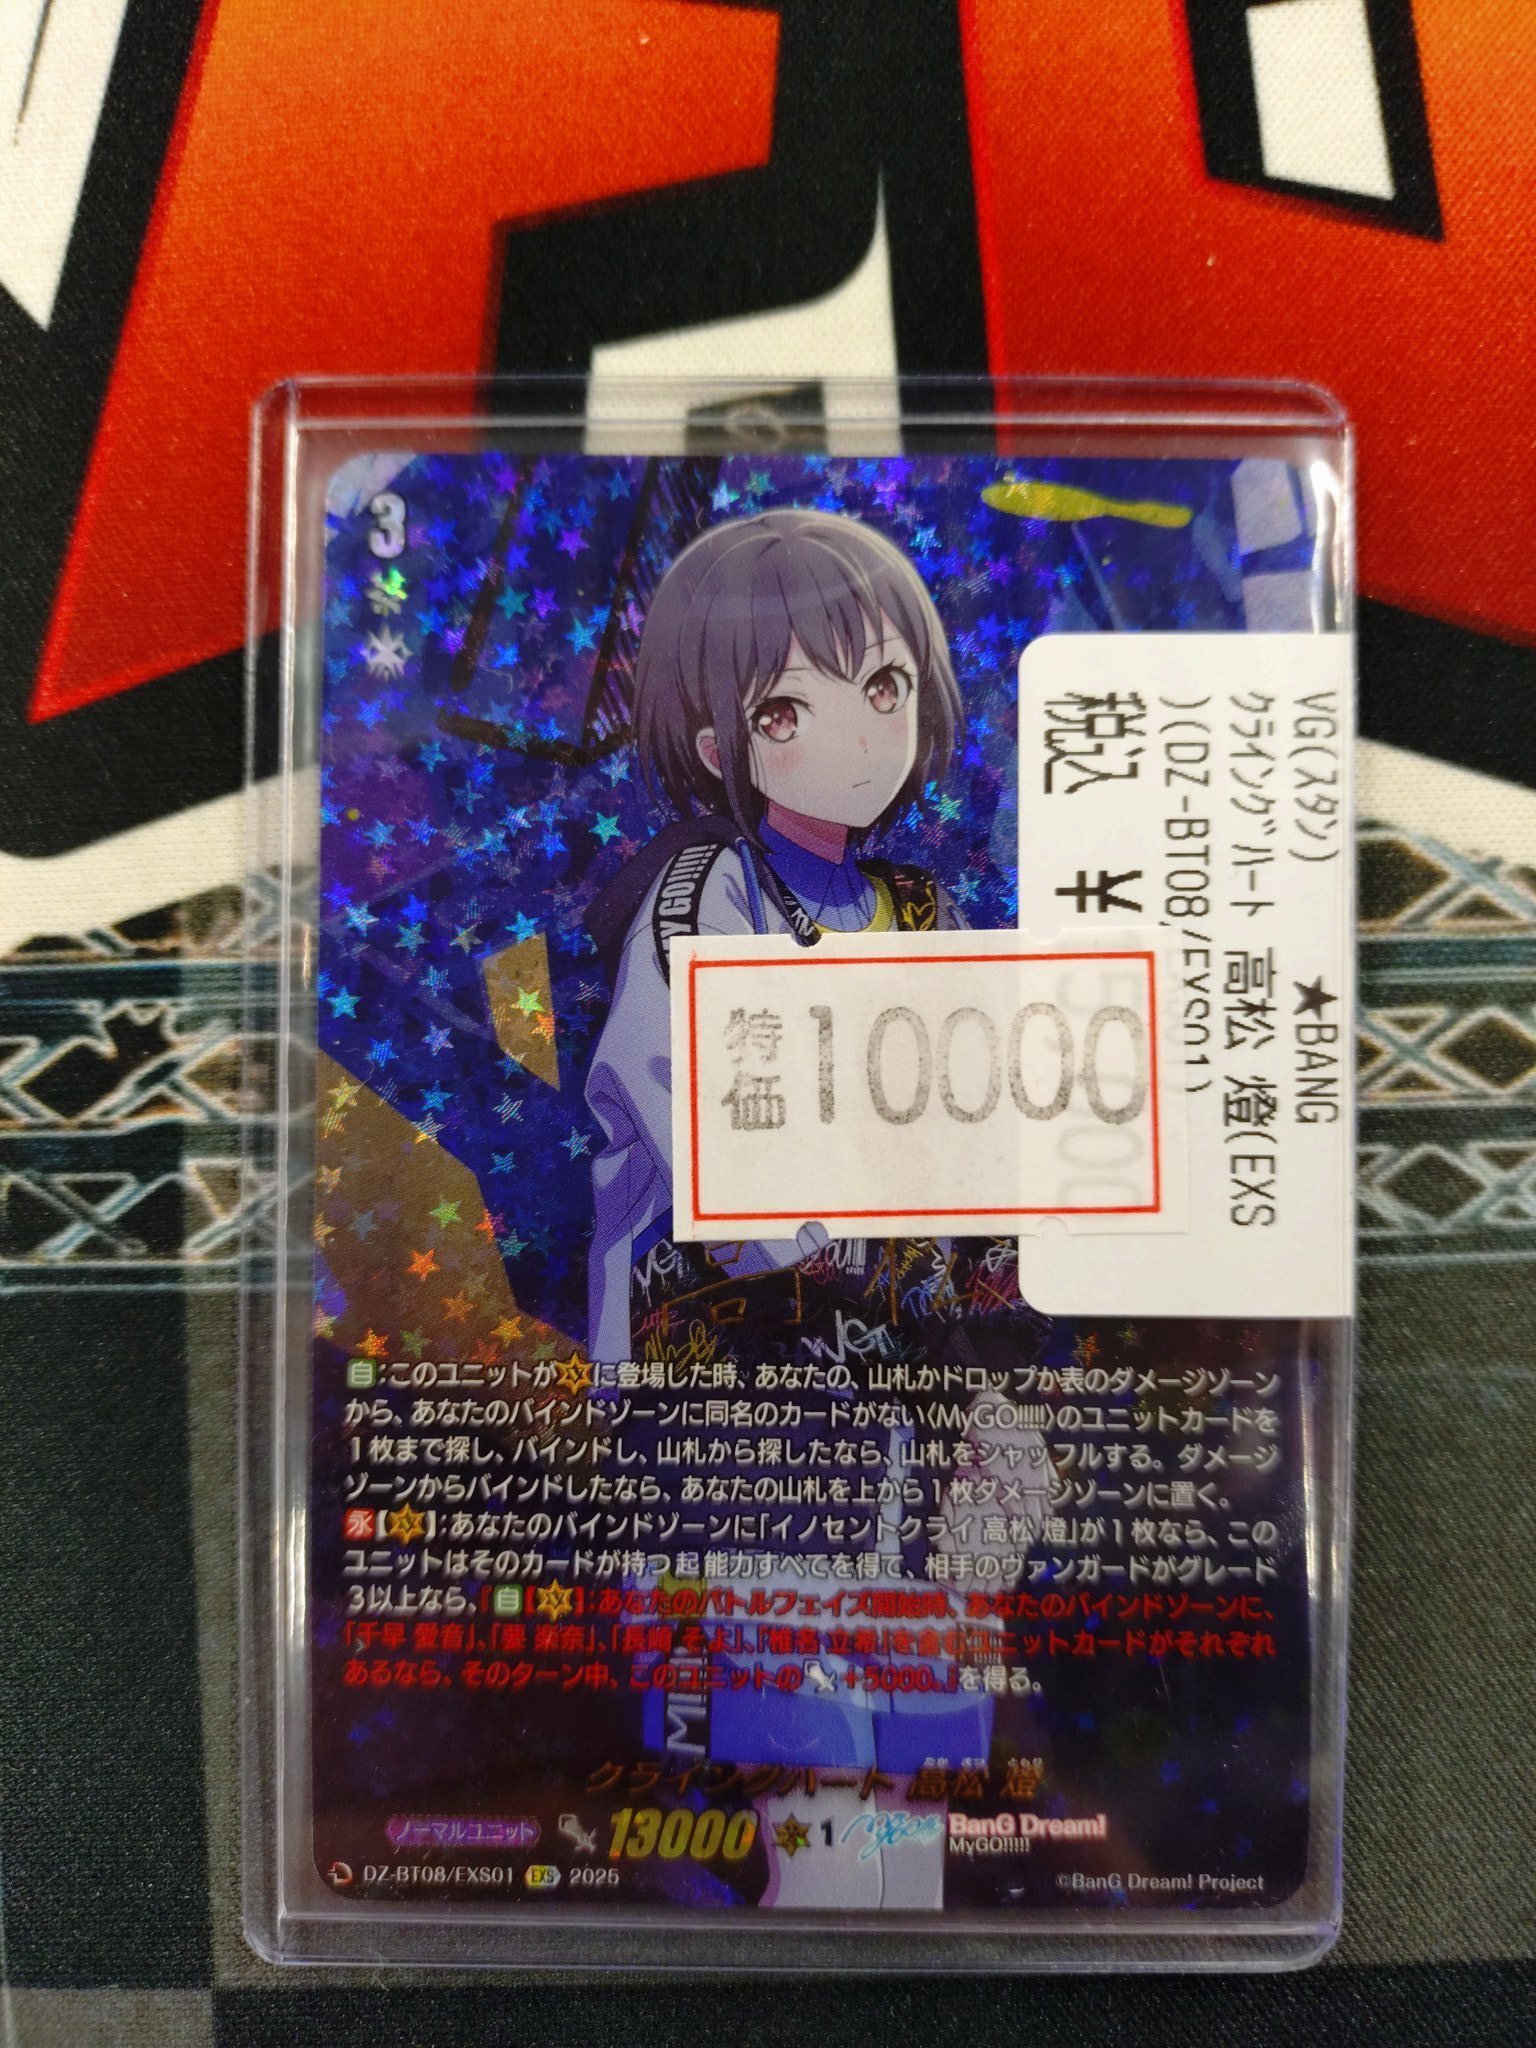 3
VG(スタン) ★BANG
クライングハート 高松 燈(EXS
)(DZ-BT08/EXS01)
税込 ¥
特価 10000
MY GO!!!!!
自:このユニットがVに登場した時、あなたの、山札かドロップか表のダメージゾーン
から、あなたのバインドゾーンに同名のカードがない〈MyGO!!!!!〉のユニットカードを
1枚まで探し、バインドし、山札から探したなら、山札をシャッフルする。ダメージ
ゾーンからバインドしたなら、あなたの山札を上から1枚ダメージゾーンに置く。
永【V】:あなたのバインドゾーンに「イノセントクライ 高松 燈」が1枚なら、この
ユニットはそのカードが持つ 起 能力すべてを得て、相手のヴァンガードがグレード
3以上なら、『自【V】:あなたのバトルフェイズ開始時、あなたのバインドゾーンに、
「千早 愛音」、「要 楽奈」、「長崎 そよ」、「椎名 立希」を含むユニットカードがそれぞれ
あるなら、そのターン中、このユニットの+5000。』を得る。
クライングハート 高松 燈
ノーマルユニット 13000 1 BanG Dream!
MyGO!!!!!
DZ-BT08/EXS01 EXS 2025 ©BanG Dream! Project